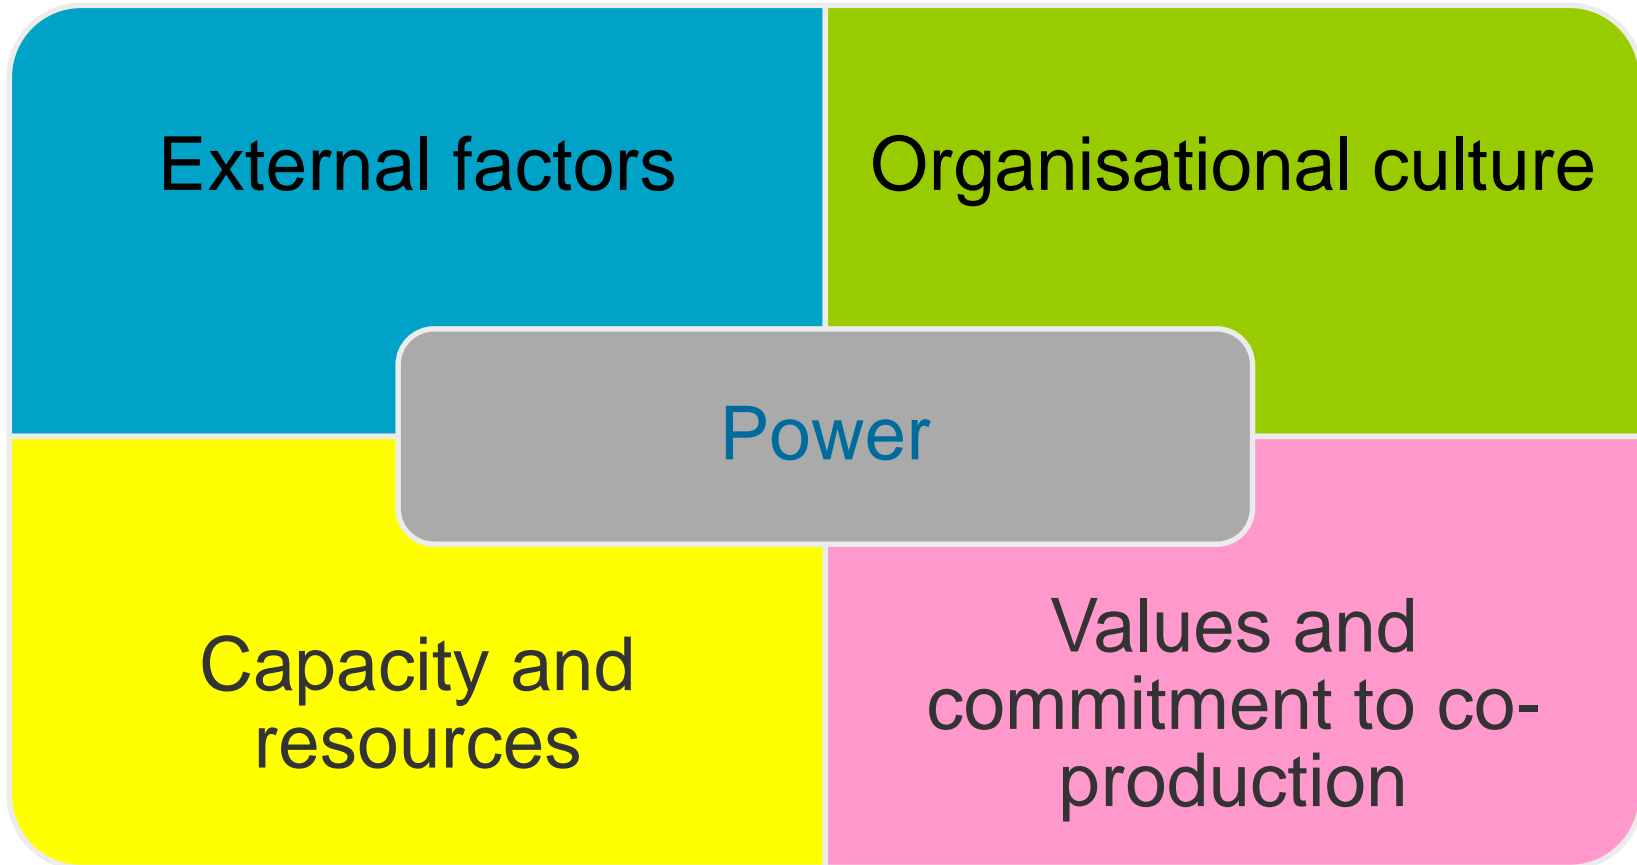 External factors
Organisational culture
Power
Capacity and
resources
Values and
commitment to co-
production